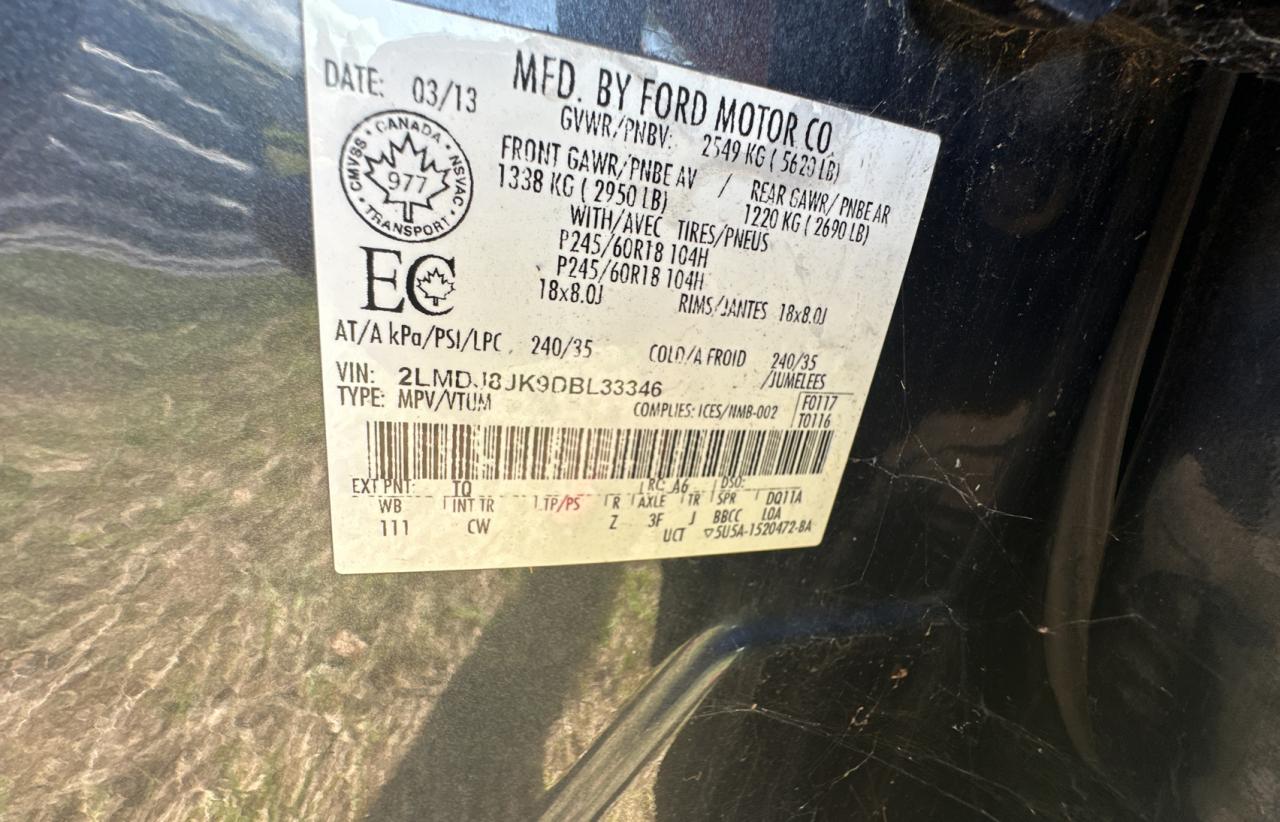 DATE: 03/13
MFD. BY FORD MOTOR CO.
GVWR/PNBV: 2549 KG ( 5620 LB)
FRONT GAWR/PNBE AV / REAR GAWR/ PNBE AR
1338 KG ( 2950 LB) 1220 KG ( 2690 LB)
WITH/AVEC TIRES/PNEUS
P245/60R18 104H
P245/60R18 104H
18x8.0J RIMS/JANTES 18x8.0J
CANADA
CMVSS NSVAC
977
TRANSPORT
EC
AT/A kPa/PSI/LPC 240/35 COLD/A FROID 240/35
/JUMELEES
VIN: 2LMDJ8JK9DBL33346
TYPE: MPV/VTUM COMPLIES: ICES/NMB-002 F0117
T0116
EXT PNT: TQ RC: A6 DSO:
WB INT TR TP/PS R AXLE TR SPR DQ11A
111 CW Z 3F J BBCC LOA
UCT ▽5U5A-1520472-BA